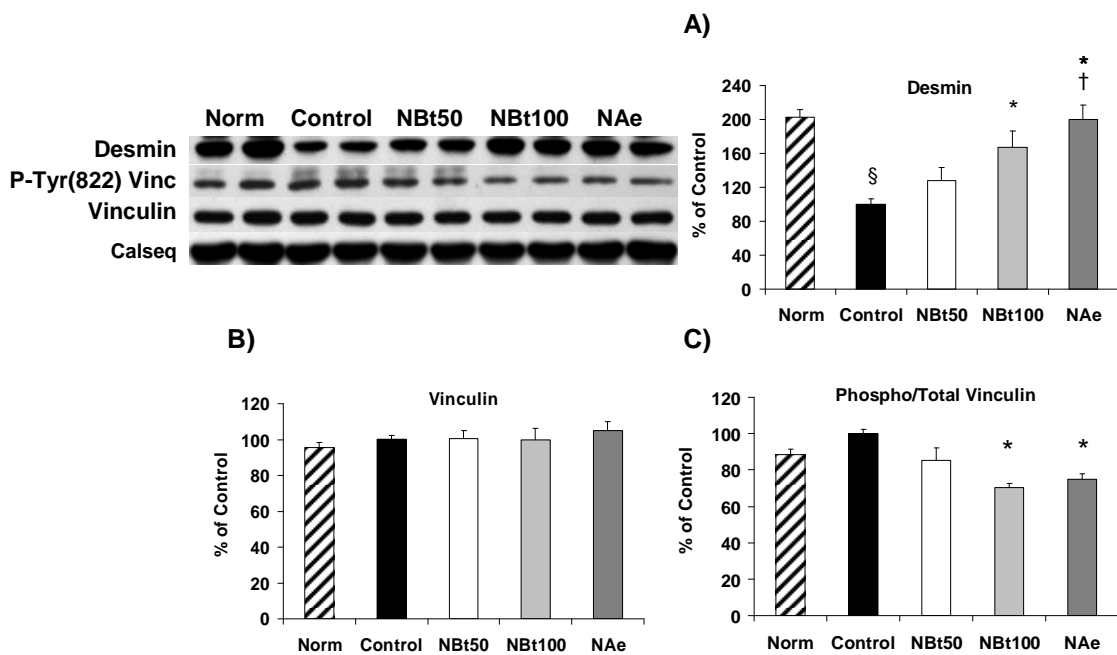 A)
Norm Control NBt50 NBt100 NAe
Desmin
P-Tyr(822) Vinc
Vinculin
Calseq
Desmin
% of Control
240
200
160
120
80
40
0
§
*
*
†
Norm Control NBt50 NBt100 NAe
B)
Vinculin
% of Control
120
100
80
60
40
20
0
Norm Control NBt50 NBt100 NAe
C)
Phospho/Total Vinculin
% of Control
120
100
80
60
40
20
0
*
*
Norm Control NBt50 NBt100 NAe